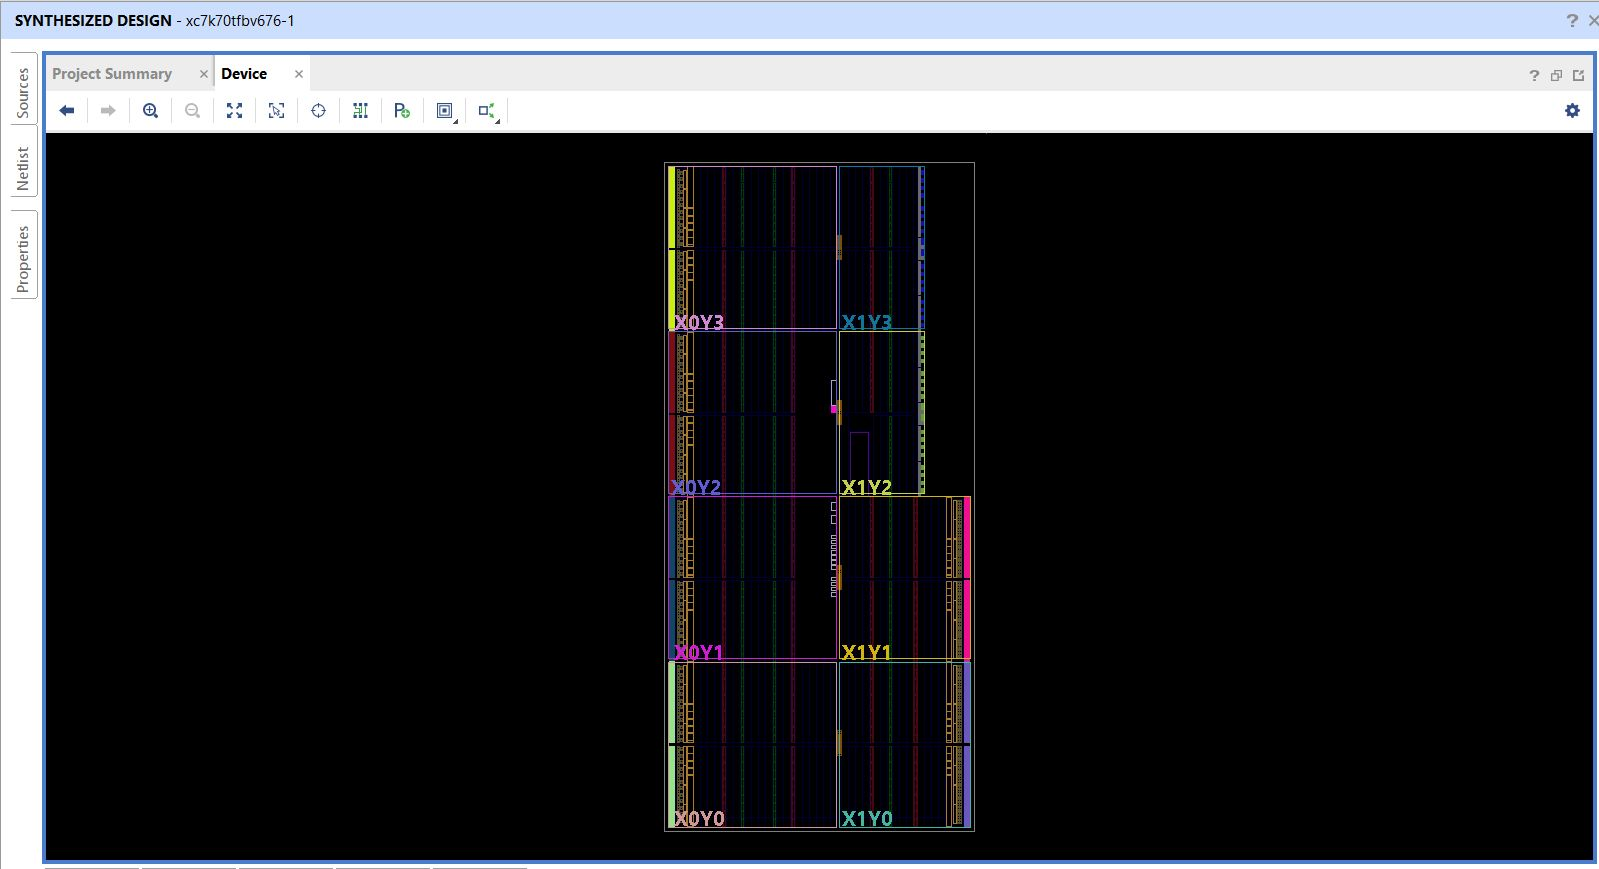 SYNTHESIZED DESIGN - xc7k70tfbv676-1
Sources
Netlist
Properties
Project Summary
Device
X0Y3 X1Y3
X0Y2 X1Y2
X0Y1 X1Y1
X0Y0 X1Y0